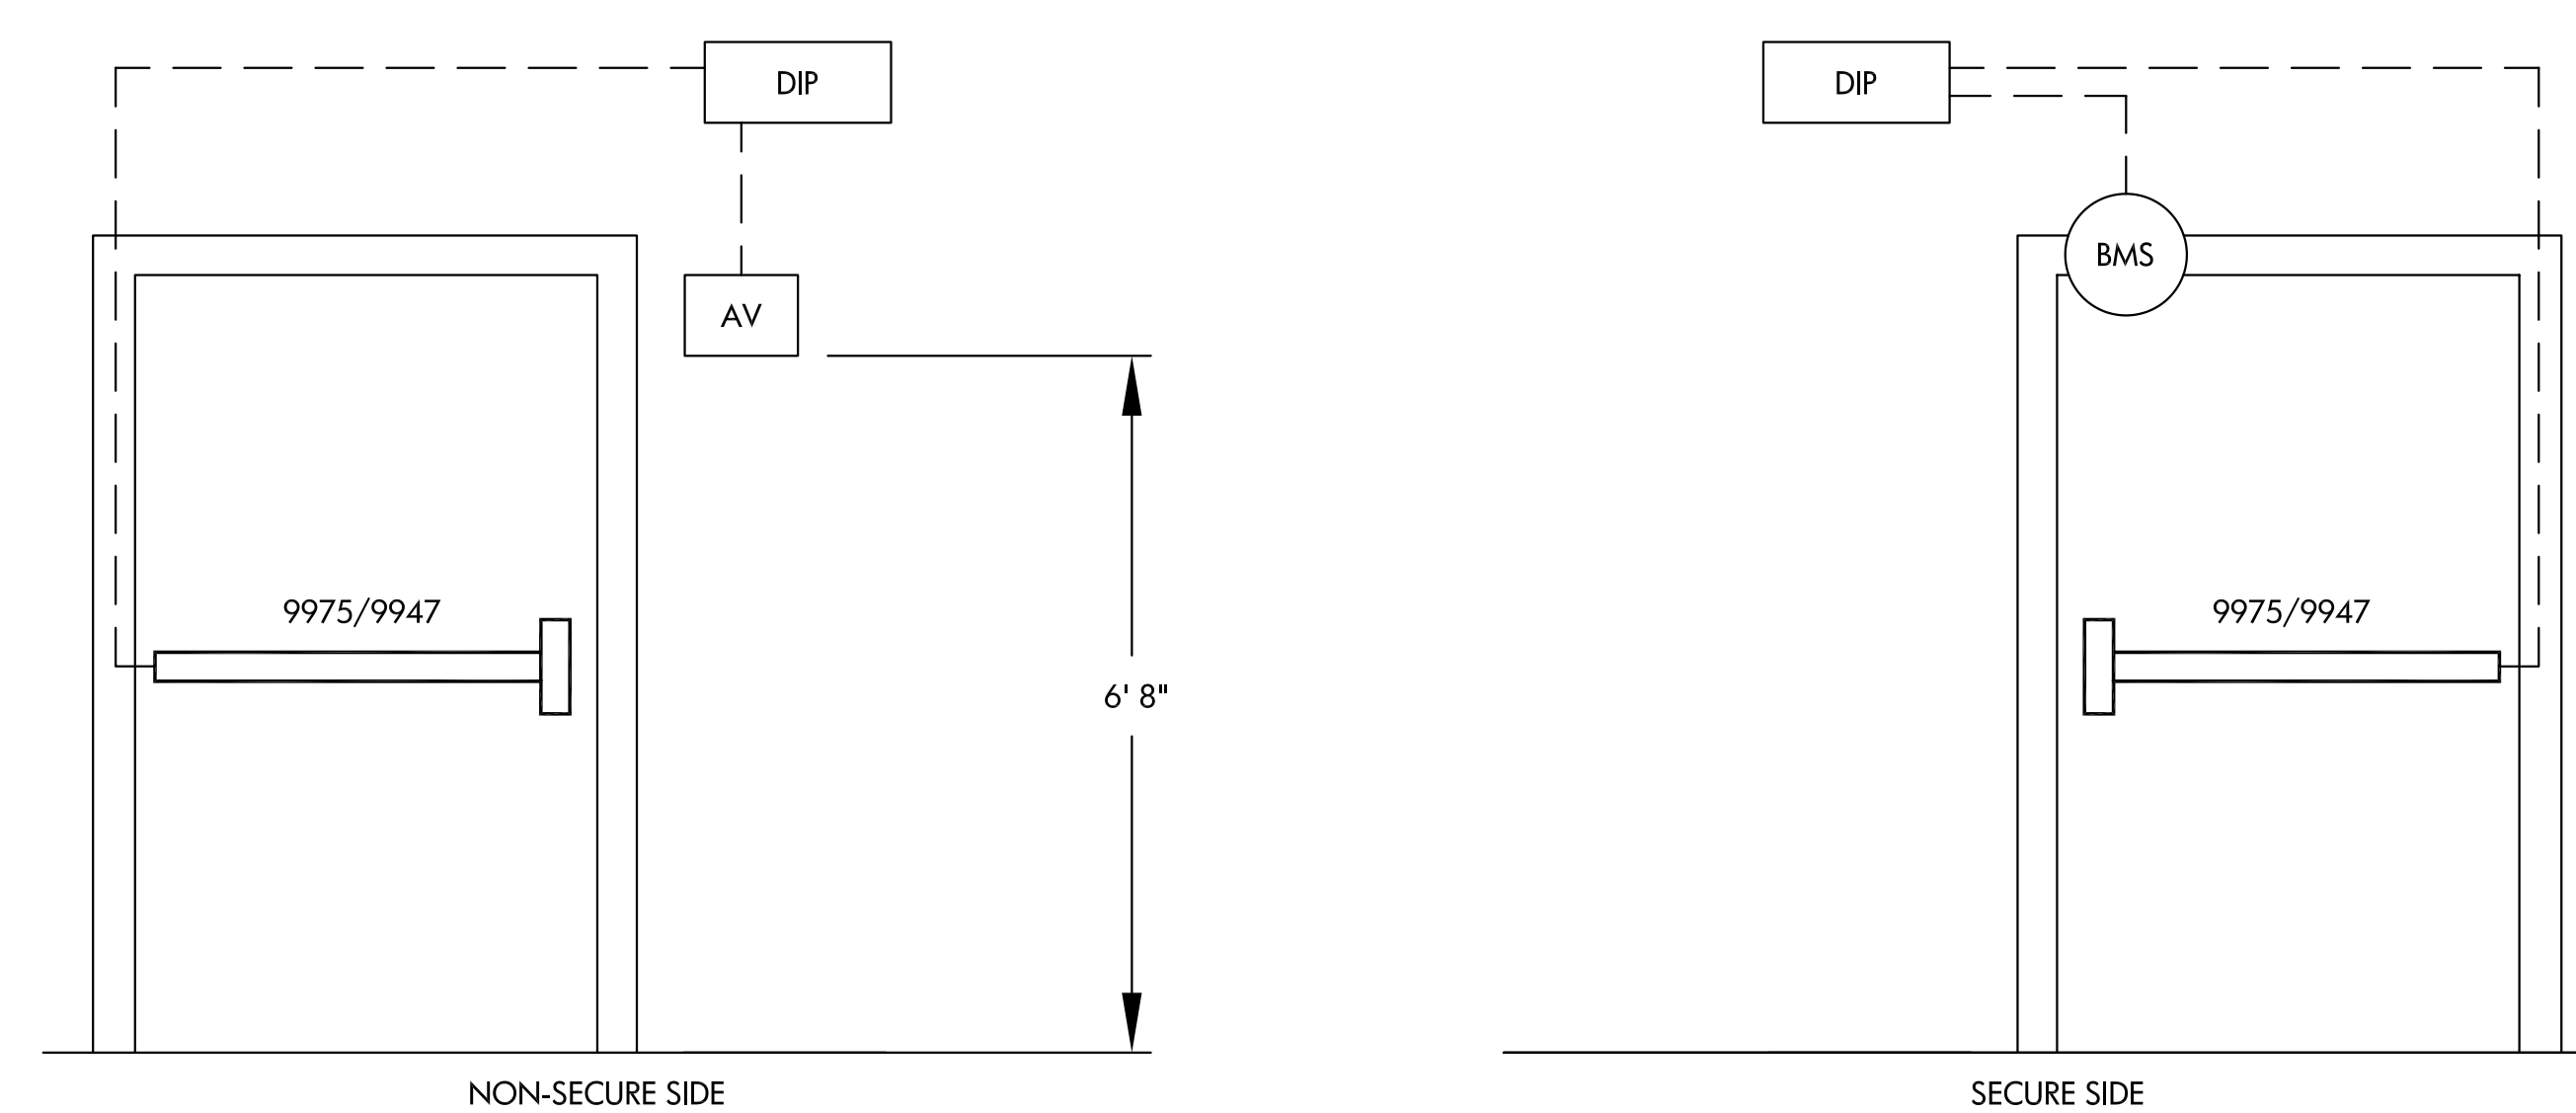 DIP
DIP
BMS
AV
9975/9947
9975/9947
6' 8"
NON-SECURE SIDE
SECURE SIDE